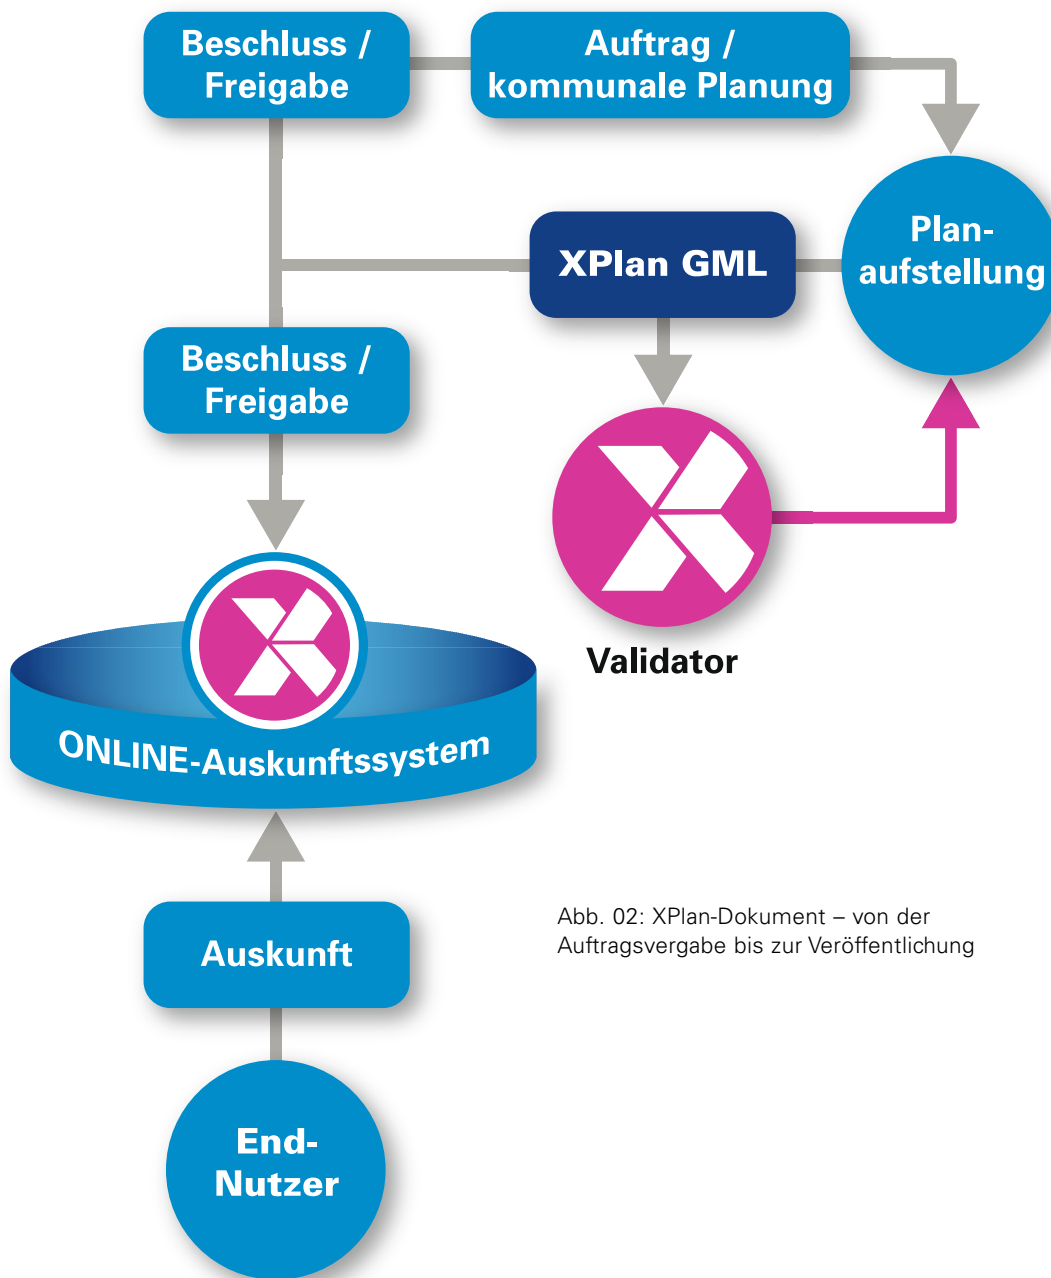 Beschluss /
Freigabe
Auftrag /
kommunale Planung
Plan-
aufstellung
XPlan GML
Beschluss /
Freigabe
Validator
ONLINE-Auskunftssystem
Auskunft
Abb. 02: XPlan-Dokument – von der
Auftragsvergabe bis zur Veröffentlichung
End-
Nutzer